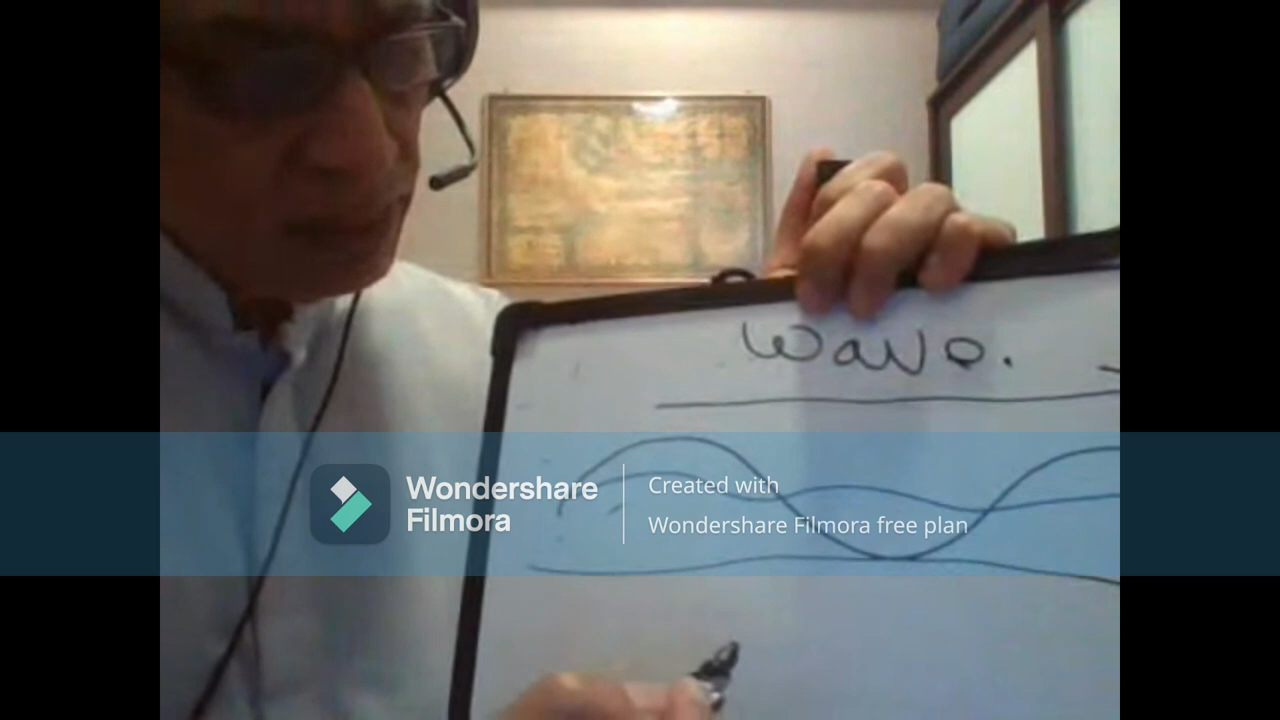 Wave.
Wondershare
Filmora
Created with
Wondershare Filmora free plan